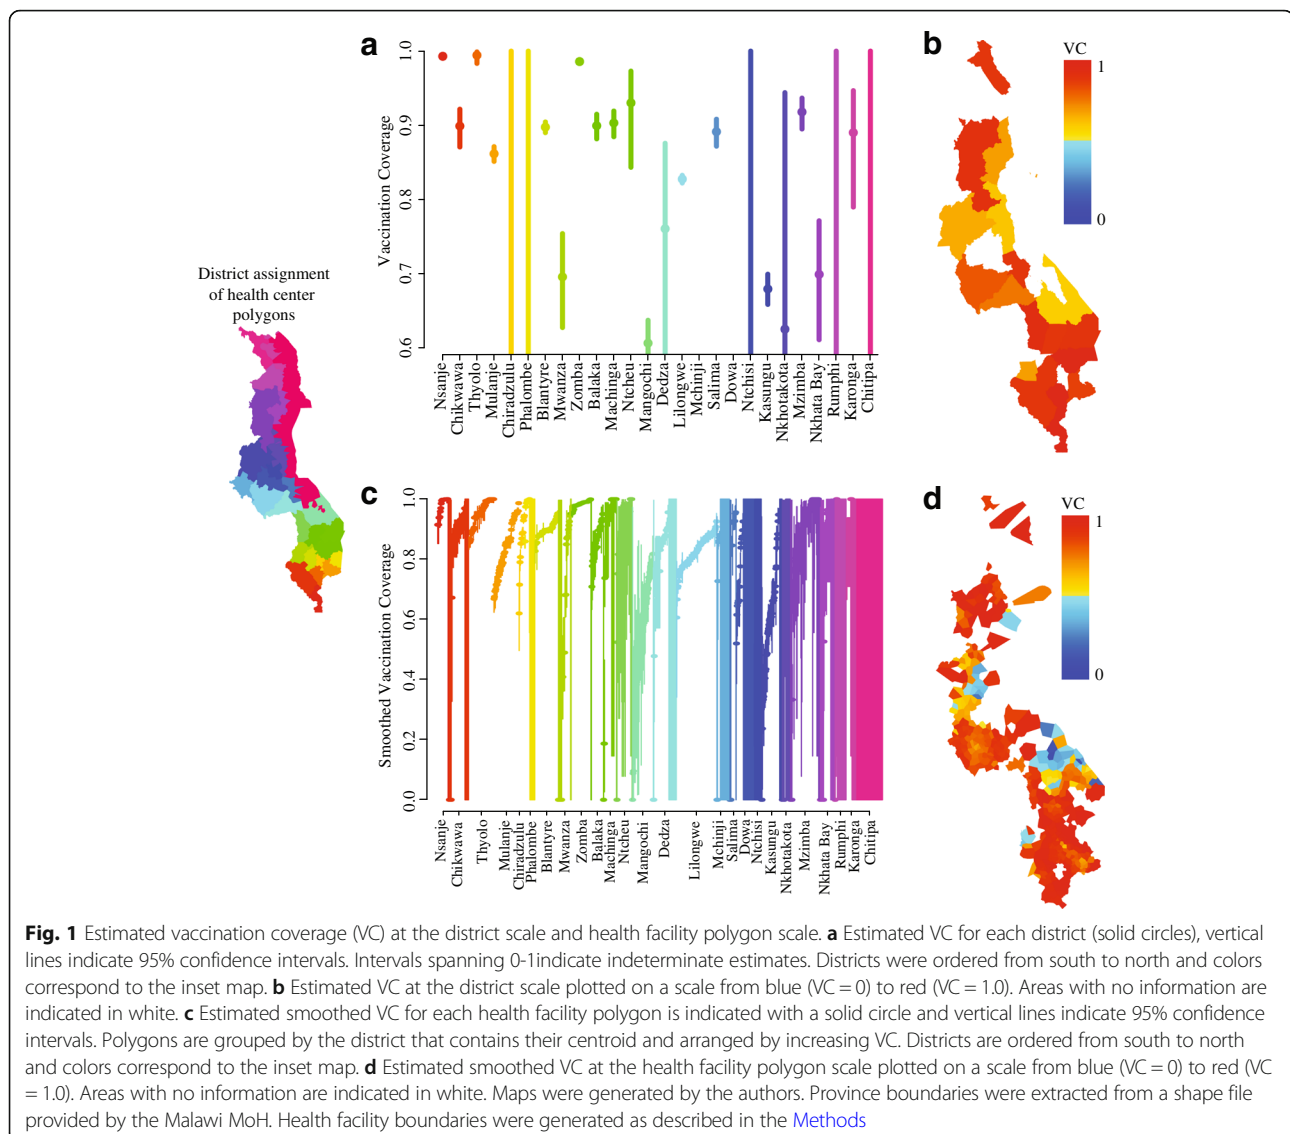 a
1.0
0.9
0.8
0.7
0.6
Vaccination Coverage
Nsanje
Chikwawa
Thyolo
Mulanje
Chiradzulu
Phalombe
Blantyre
Mwanza
Zomba
Balaka
Machinga
Ntcheu
Mangochi
Dedza
Lilongwe
Mchinji
Salima
Dowa
Ntchisi
Kasungu
Nkhotakota
Mzimba
Nkhata Bay
Rumphi
Karonga
Chitipa
b
VC
1
0
District assignment
of health center
polygons
c
1.0
0.8
0.6
0.4
0.2
0.0
Smoothed Vaccination Coverage
Nsanje
Chikwawa
Thyolo
Mulanje
Chiradzulu
Phalombe
Blantyre
Mwanza
Zomba
Balaka
Machinga
Ntcheu
Mangochi
Dedza
Lilongwe
Mchinji
Salima
Dowa
Ntchisi
Kasungu
Nkhotakota
Mzimba
Nkhata Bay
Rumphi
Karonga
Chitipa
d
VC
1
0
Fig. 1 Estimated vaccination coverage (VC) at the district scale and health facility polygon scale. a Estimated VC for each district (solid circles), vertical
lines indicate 95% confidence intervals. Intervals spanning 0-1indicate indeterminate estimates. Districts were ordered from south to north and colors
correspond to the inset map. b Estimated VC at the district scale plotted on a scale from blue (VC = 0) to red (VC = 1.0). Areas with no information are
indicated in white. c Estimated smoothed VC for each health facility polygon is indicated with a solid circle and vertical lines indicate 95% confidence
intervals. Polygons are grouped by the district that contains their centroid and arranged by increasing VC. Districts are ordered from south to north
and colors correspond to the inset map. d Estimated smoothed VC at the health facility polygon scale plotted on a scale from blue (VC = 0) to red (VC
= 1.0). Areas with no information are indicated in white. Maps were generated by the authors. Province boundaries were extracted from a shape file
provided by the Malawi MoH. Health facility boundaries were generated as described in the Methods